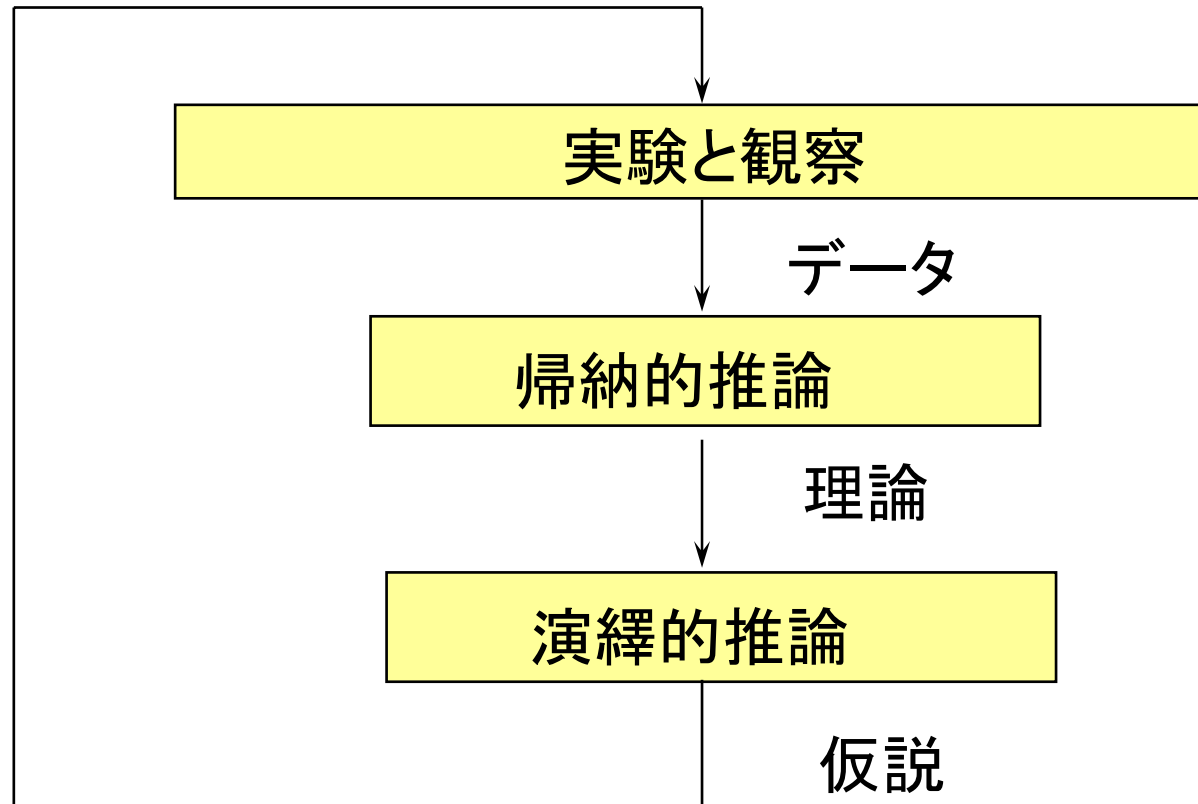 実験と観察
データ
帰納的推論
理論
演繹的推論
仮説